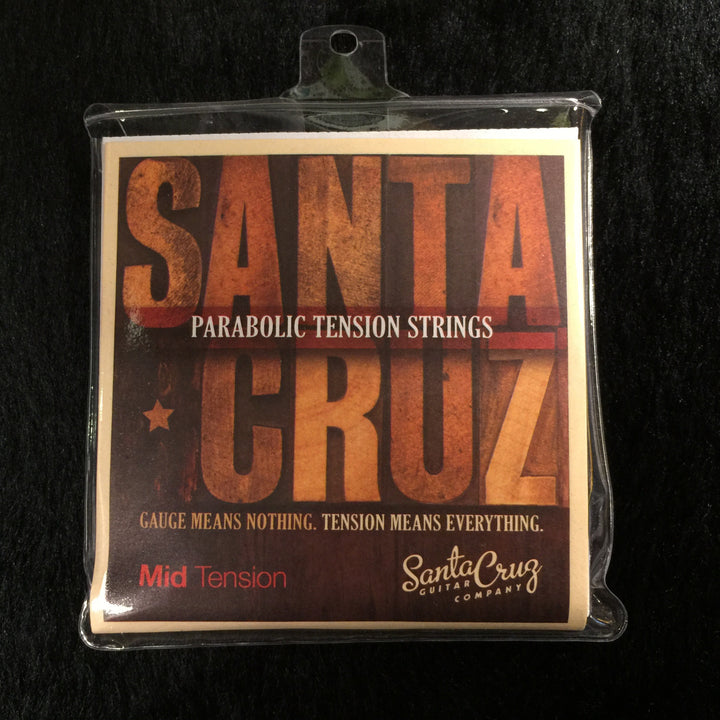 SANTA
PARABOLIC TENSION STRINGS
CRUZ
GAUGE MEANS NOTHING. TENSION MEANS EVERYTHING.
Mid Tension
Santa Cruz
GUITAR
COMPANY